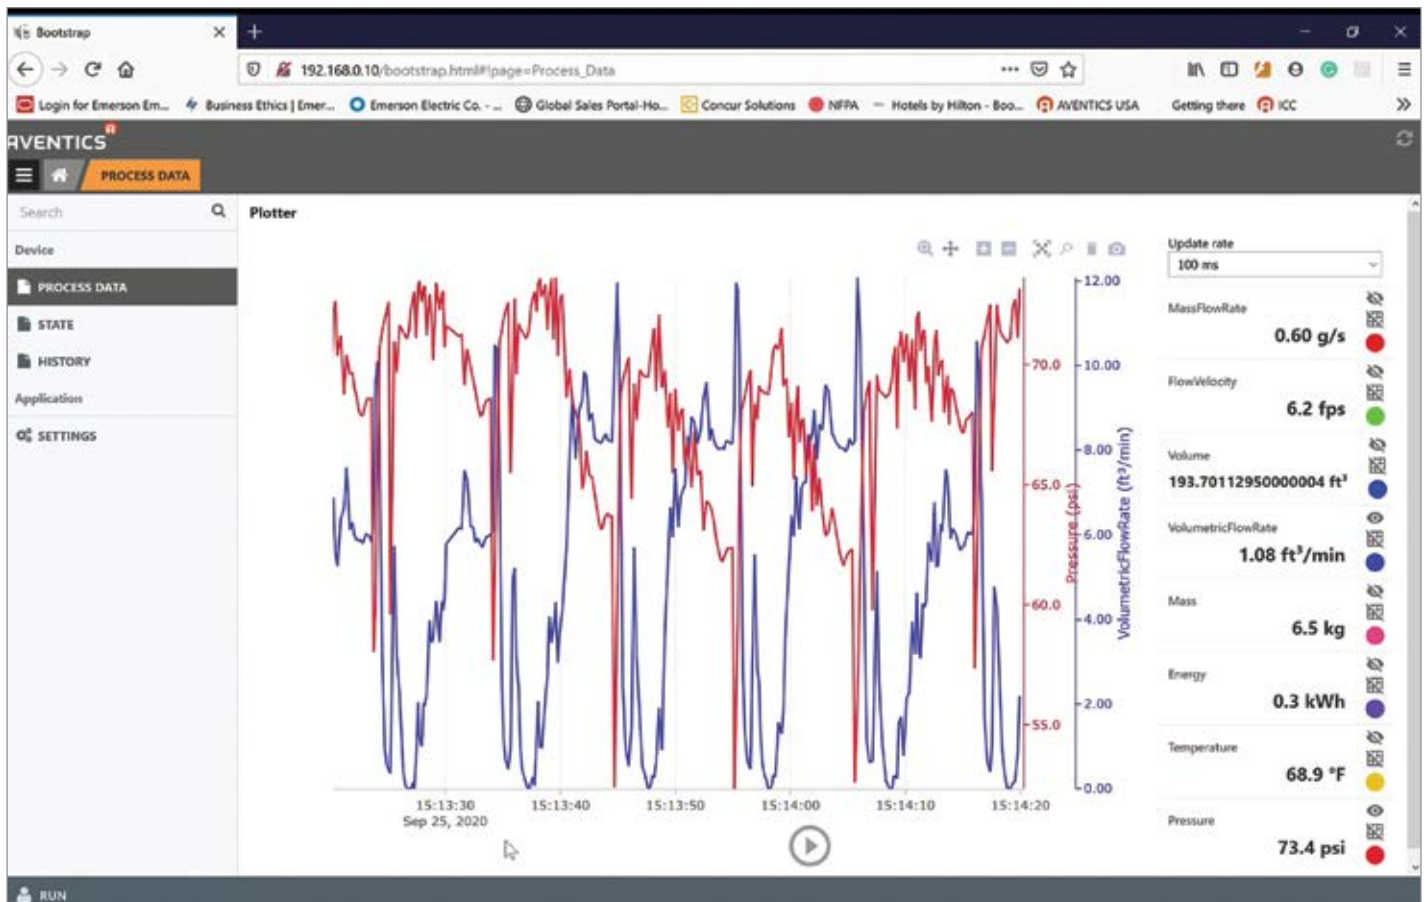 Bootstrap
192.168.0.10/bootstrap.html#!page=Process_Data
Login for Emerson Em... Business Ethics | Emer... Emerson Electric Co. - ... Global Sales Portal-Ho... Concur Solutions NFPA Hotels by Hilton - Boo... AVENTICS USA Getting there ICC
AVENTICS
PROCESS DATA
Search
Plotter
Device
PROCESS DATA
STATE
HISTORY
Application
SETTINGS
12.00
10.00
8.00
6.00
4.00
2.00
0.00
70.0
65.0
60.0
55.0
Pressure (psi)
VolumetricFlowRate (ft³/min)
15:13:30 15:13:40 15:13:50 15:14:00 15:14:10 15:14:20
Sep 25, 2020
Update rate
100 ms
MassFlowRate
0.60 g/s
FlowVelocity
6.2 fps
Volume
193.70112950000004 ft³
VolumetricFlowRate
1.08 ft³/min
Mass
6.5 kg
Energy
0.3 kWh
Temperature
68.9 °F
Pressure
73.4 psi
RUN